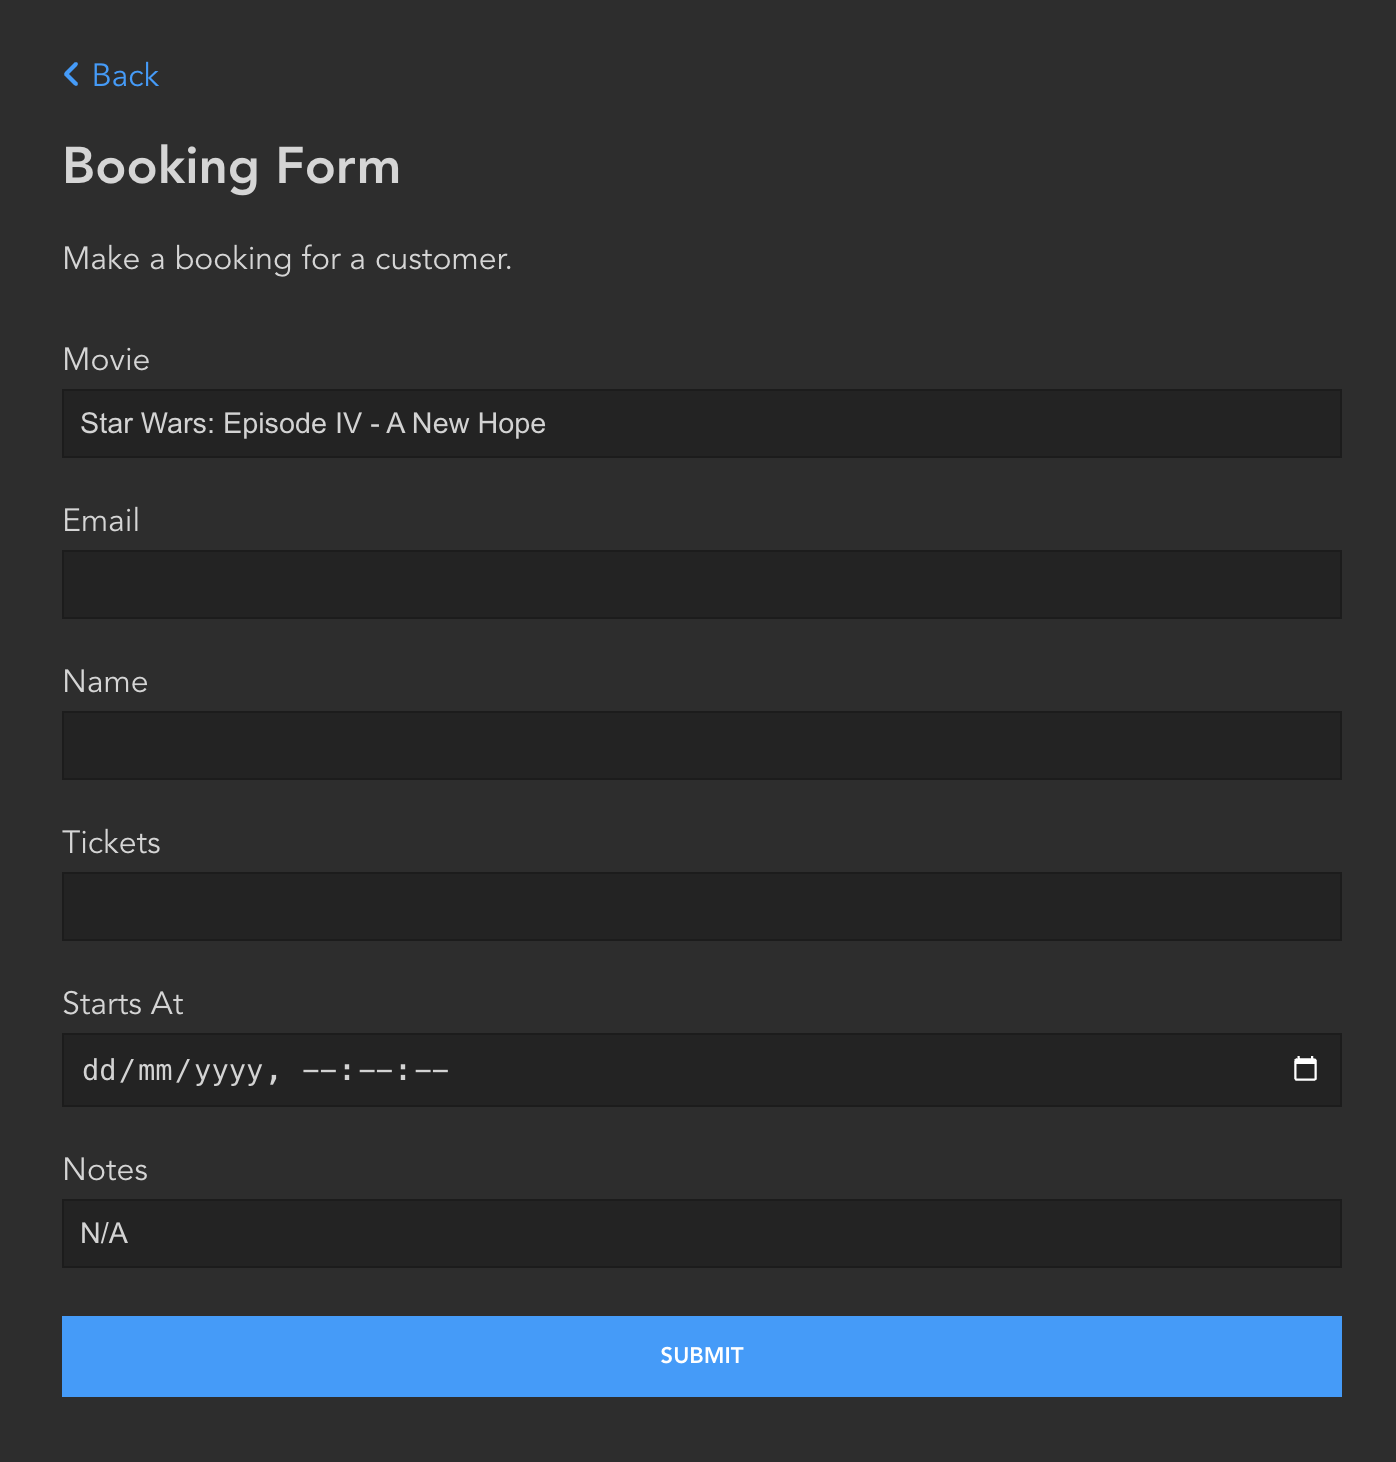 Back
Booking Form
Make a booking for a customer.
Movie
Star Wars: Episode IV - A New Hope
Email
Name
Tickets
Starts At
dd/mm/yyyy, --:--:--
Notes
N/A
SUBMIT